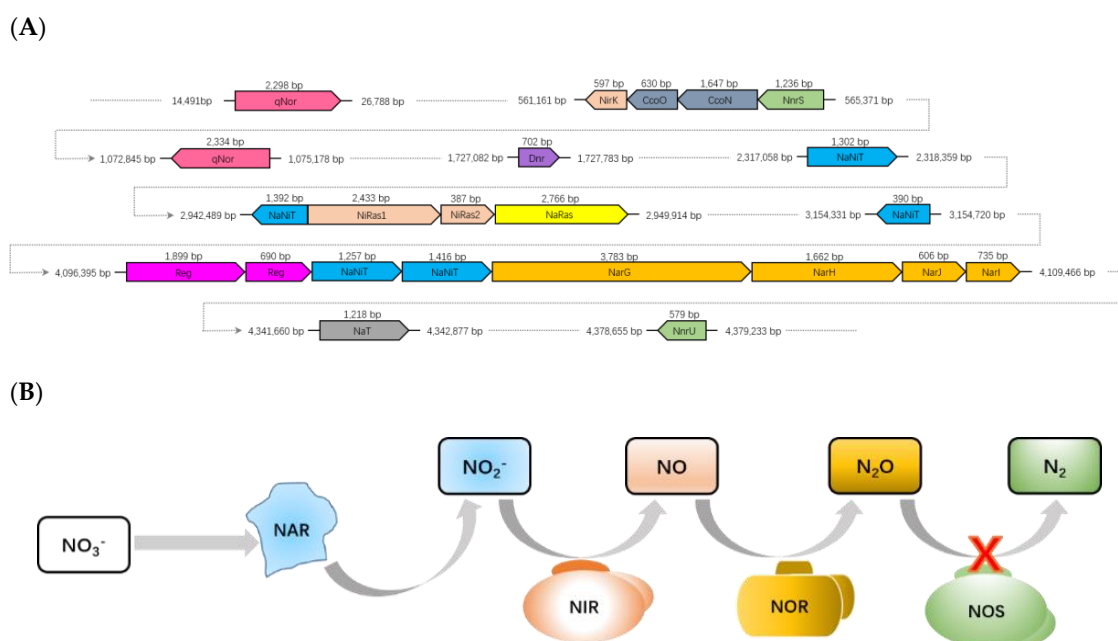 (A)
2,298 bp 597 bp 630 bp 1,647 bp 1,236 bp
14,491bp qNor 26,788 bp 561,161 bp NirK CcoO CcoN NnrS 565,371 bp
2,334 bp 702 bp 1,302 bp
1,072,845 bp qNor 1,075,178 bp 1,727,082 bp Dnr 1,727,783 bp 2,317,058 bp NaNiT 2,318,359 bp
1,392 bp 2,433 bp 387 bp 2,766 bp 390 bp
2,942,489 bp NaNiT NiRas1 NiRas2 NaRas 2,949,914 bp 3,154,331 bp NaNiT 3,154,720 bp
1,899 bp 690 bp 1,257 bp 1,416 bp 3,783 bp 1,662 bp 606 bp 735 bp
4,096,395 bp Reg Reg NaNiT NaNiT NarG NarH NarJ NarI 4,109,466 bp
1,218 bp 579 bp
4,341,660 bp NaT 4,342,877 bp 4,378,655 bp NnrU 4,379,233 bp
(B)
NO₂⁻ NO N₂O N₂
NO₃⁻ NAR
NIR NOR NOS
X